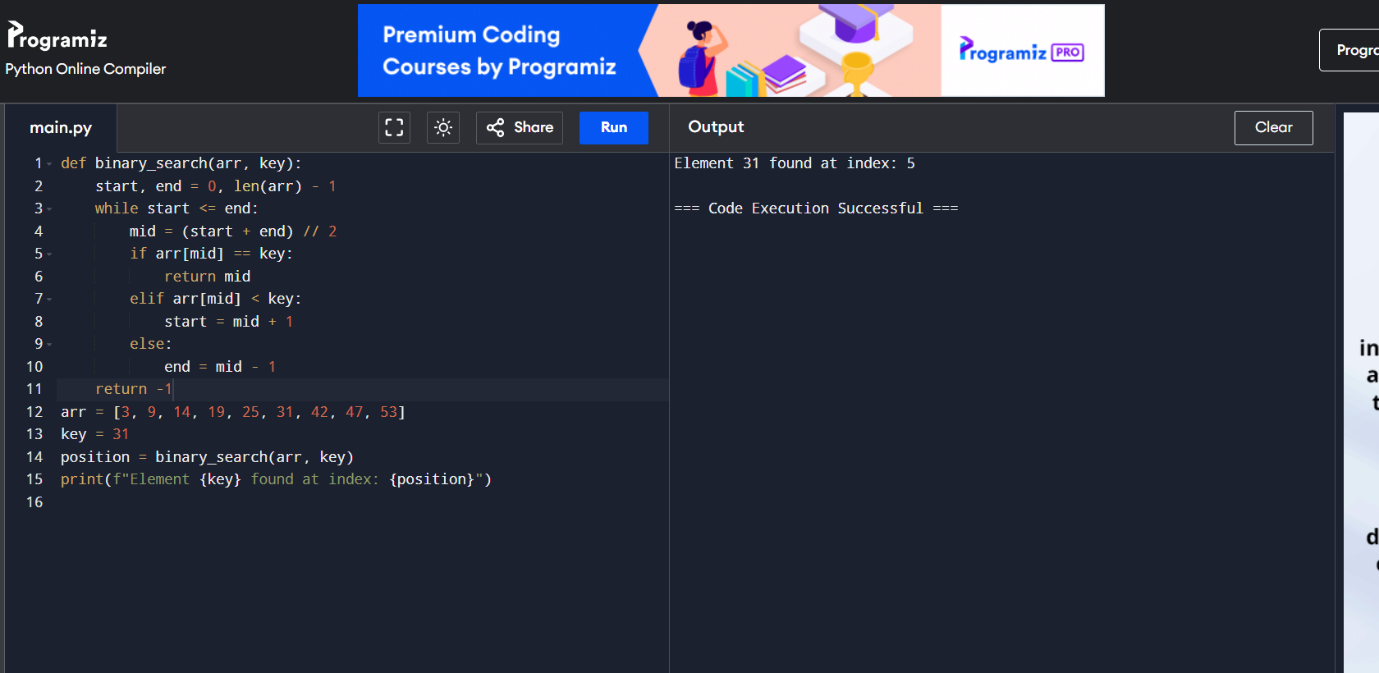 Programiz
Python Online Compiler
Premium Coding
Courses by Programiz
Programiz PRO
main.py
Share
Run
Output
Clear
1 def binary_search(arr, key):
2     start, end = 0, len(arr) - 1
3     while start <= end:
4         mid = (start + end) // 2
5         if arr[mid] == key:
6             return mid
7         elif arr[mid] < key:
8             start = mid + 1
9         else:
10             end = mid - 1
11     return -1
12 arr = [3, 9, 14, 19, 25, 31, 42, 47, 53]
13 key = 31
14 position = binary_search(arr, key)
15 print(f"Element {key} found at index: {position}")
16
Element 31 found at index: 5
=== Code Execution Successful ===